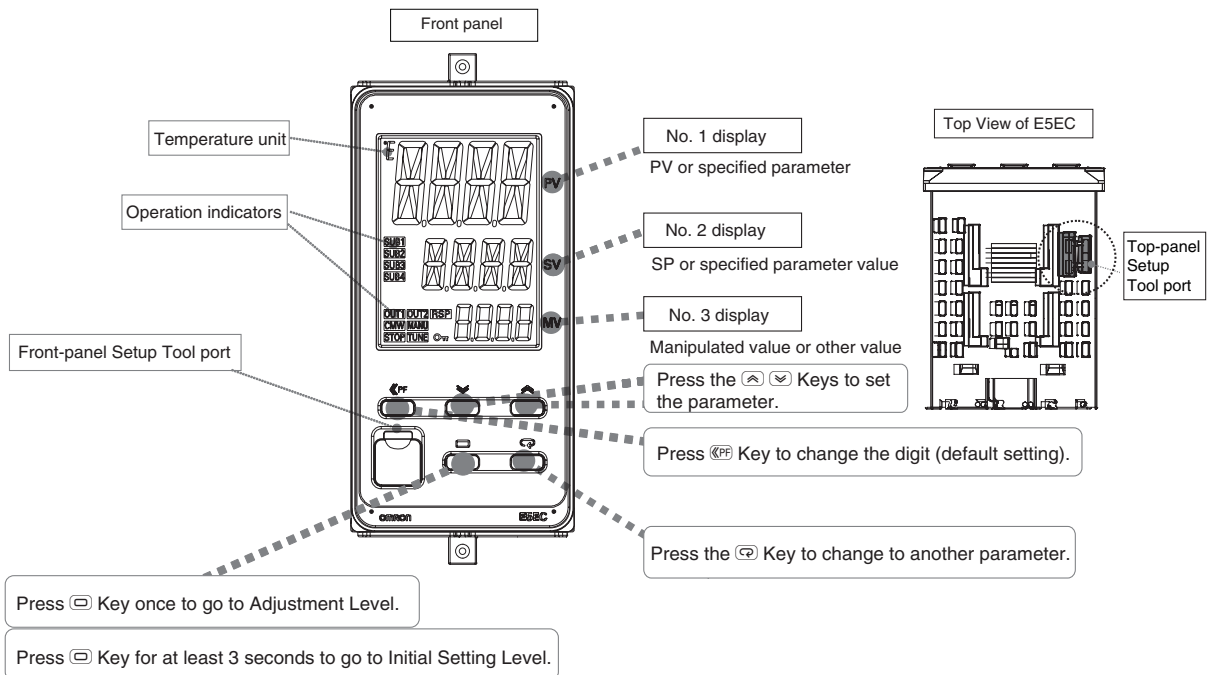 Front panel
Temperature unit
Operation indicators
Front-panel Setup Tool port
°F
PV
SUB1
SUB2
SUB3
SUB4
SV
OUT1 OUT2 RSP
CMW MANU
STOP TUNE
MV
PF
OMRON E5EC
No. 1 display
PV or specified parameter
No. 2 display
SP or specified parameter value
No. 3 display
Manipulated value or other value
Press the Keys to set
the parameter.
Press PF Key to change the digit (default setting).
Press the Key to change to another parameter.
Press Key once to go to Adjustment Level.
Press Key for at least 3 seconds to go to Initial Setting Level.
Top View of E5EC
Top-panel
Setup
Tool port